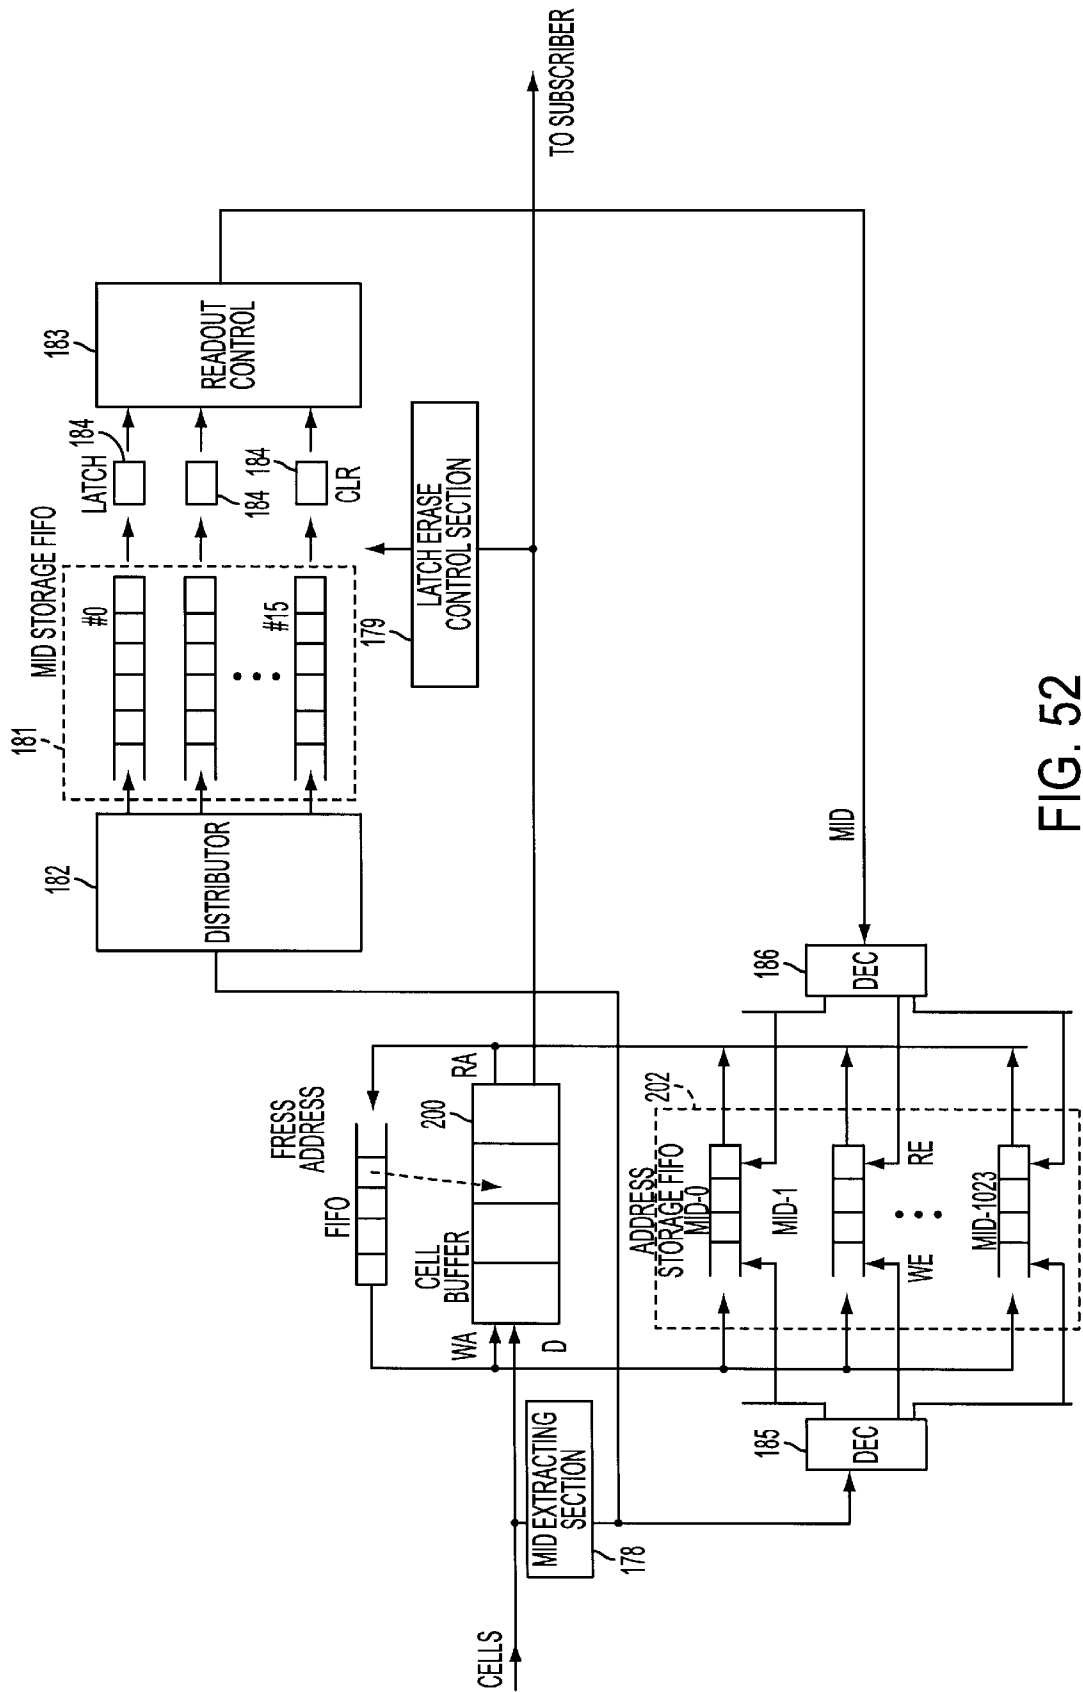 183
READOUT
CONTROL
TO SUBSCRIBER
LATCH
184
184
184
CLR
MID STORAGE FIFO
181
#0
#15
LATCH ERASE
CONTROL SECTION
179
182
DISTRIBUTOR
MID
186
DEC
FRESS
ADDRESS
FIFO
RA
200
CELL
BUFFER
WA
D
202
ADDRESS
STORAGE FIFO
MID-0
MID-1
RE
WE
MID-1023
185
DEC
MID EXTRACTING
SECTION
178
CELLS
FIG. 52